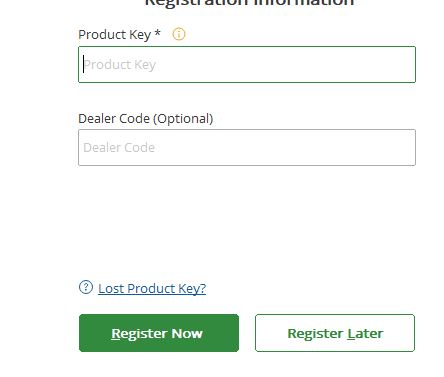 Registration Information
Product Key *
Product Key
Dealer Code (Optional)
Dealer Code
Lost Product Key?
Register Now
Register Later